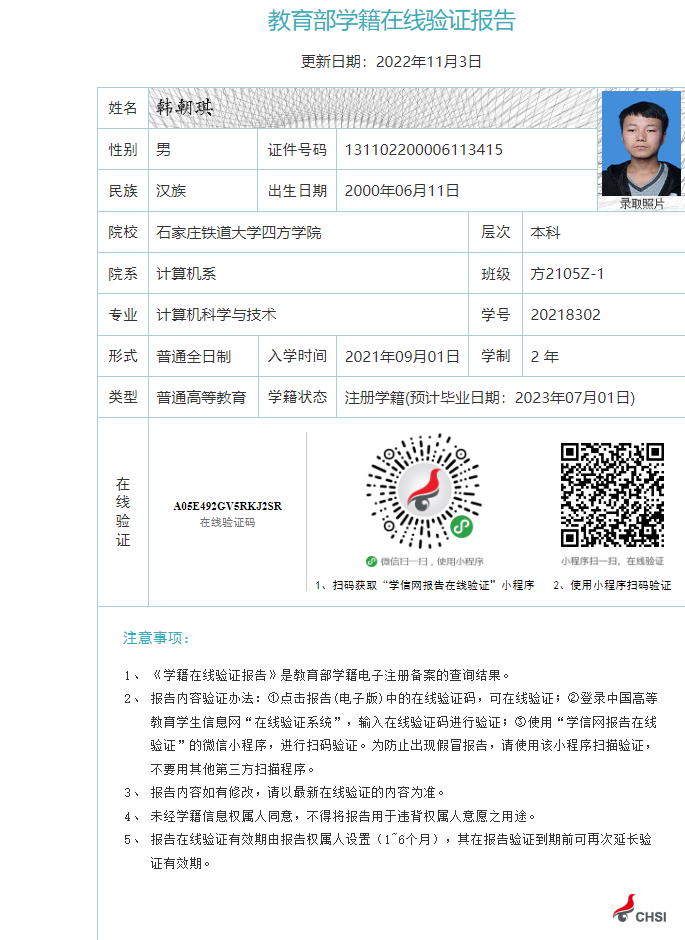 教育部学籍在线验证报告
更新日期：2022年11月3日
姓名 韩朝琪
性别 男 证件号码 131102200006113415
民族 汉族 出生日期 2000年06月11日
录取照片
院校 石家庄铁道大学四方学院 层次 本科
院系 计算机系 班级 方2105Z-1
专业 计算机科学与技术 学号 20218302
形式 普通全日制 入学时间 2021年09月01日 学制 2 年
类型 普通高等教育 学籍状态 注册学籍(预计毕业日期：2023年07月01日)
在线验证
A05E492GV5RKJ2SR
在线验证码
微信扫一扫，使用小程序
1、扫码获取“学信网报告在线验证”小程序
小程序扫一扫，在线验证
2、使用小程序扫码验证
注意事项：
1、《学籍在线验证报告》是教育部学籍电子注册备案的查询结果。
2、报告内容验证办法：①点击报告(电子版)中的在线验证码，可在线验证；②登录中国高等
教育学生信息网“在线验证系统”，输入在线验证码进行验证；③使用“学信网报告在线
验证”的微信小程序，进行扫码验证。为防止出现假冒报告，请使用该小程序扫描验证，
不要用其他第三方扫描程序。
3、报告内容如有修改，请以最新在线验证的内容为准。
4、未经学籍信息权属人同意，不得将报告用于违背权属人意愿之用途。
5、报告在线验证有效期由报告权属人设置（1~6个月），其在报告验证到期前可再次延长验
证有效期。
CHSI